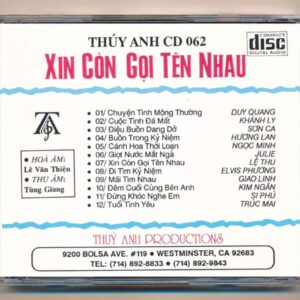 THÚY ANH CD 062
COMPACT
disc
DIGITAL AUDIO
XIN CÒN GỌI TÊN NHAU
TA
HOÀ ÂM:
Lê Văn Thiện
THU ÂM:
Tùng Giang
01/ Chuyện Tình Mộng Thường DUY QUANG
02/ Cuộc Tình Đã Mất KHÁNH LY
03/ Điệu Buồn Dang Dở SƠN CA
04/ Buồn Trong Kỷ Niệm HƯƠNG LAN
05/ Cánh Hoa Thời Loạn NGỌC MINH
06/ Giọt Nước Mắt Ngà JULIE
07/ Xin Còn Gọi Tên Nhau LỆ THU
08/ Đi Tìm Kỷ Niệm ELVIS PHƯƠNG
09/ Mãi Tìm Nhau GIAO LINH
10/ Đêm Cuối Cùng Bên Anh KIM NGÂN
11/ Đừng Khóc Nghe Em SỈ PHÚ
12/ Tuổi Tình Yêu TRÚC MAI
THUÝ ANH PRODUCTIONS
9200 BOLSA AVE. #119 • WESTMINSTER, CA 92683
TEL: (714) 892-8833 • (714) 892-9843